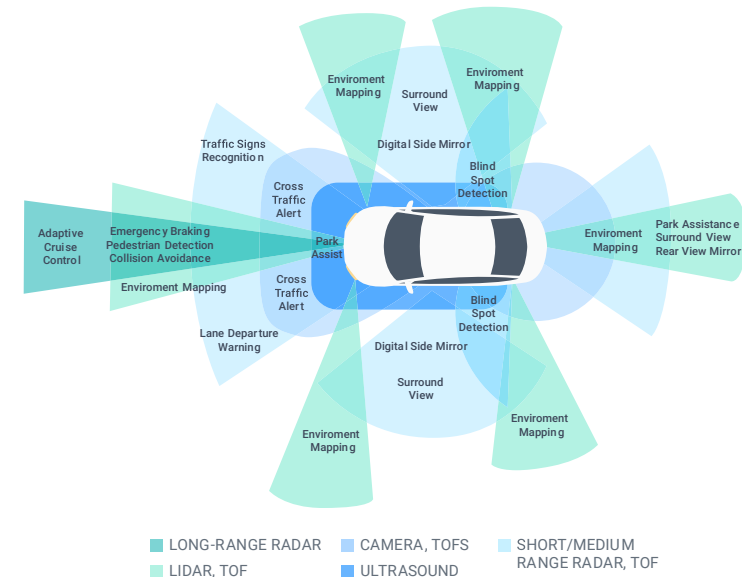 Enviroment
Mapping
Enviroment
Mapping
Surround
View
Traffic Signs
Recognition
Digital Side Mirror
Blind
Spot
Detection
Cross
Traffic
Alert
Adaptive
Cruise
Control
Emergency Braking
Pedestrian Detection
Collision Avoidance
Park
Assist
Enviroment
Mapping
Park Assistance
Surround View
Rear View Mirror
Enviroment Mapping
Cross
Traffic
Alert
Blind
Spot
Detection
Lane Departure
Warning
Digital Side Mirror
Surround
View
Enviroment
Mapping
Enviroment
Mapping
LONG-RANGE RADAR
CAMERA, TOFS
SHORT/MEDIUM
RANGE RADAR, TOF
LIDAR, TOF
ULTRASOUND